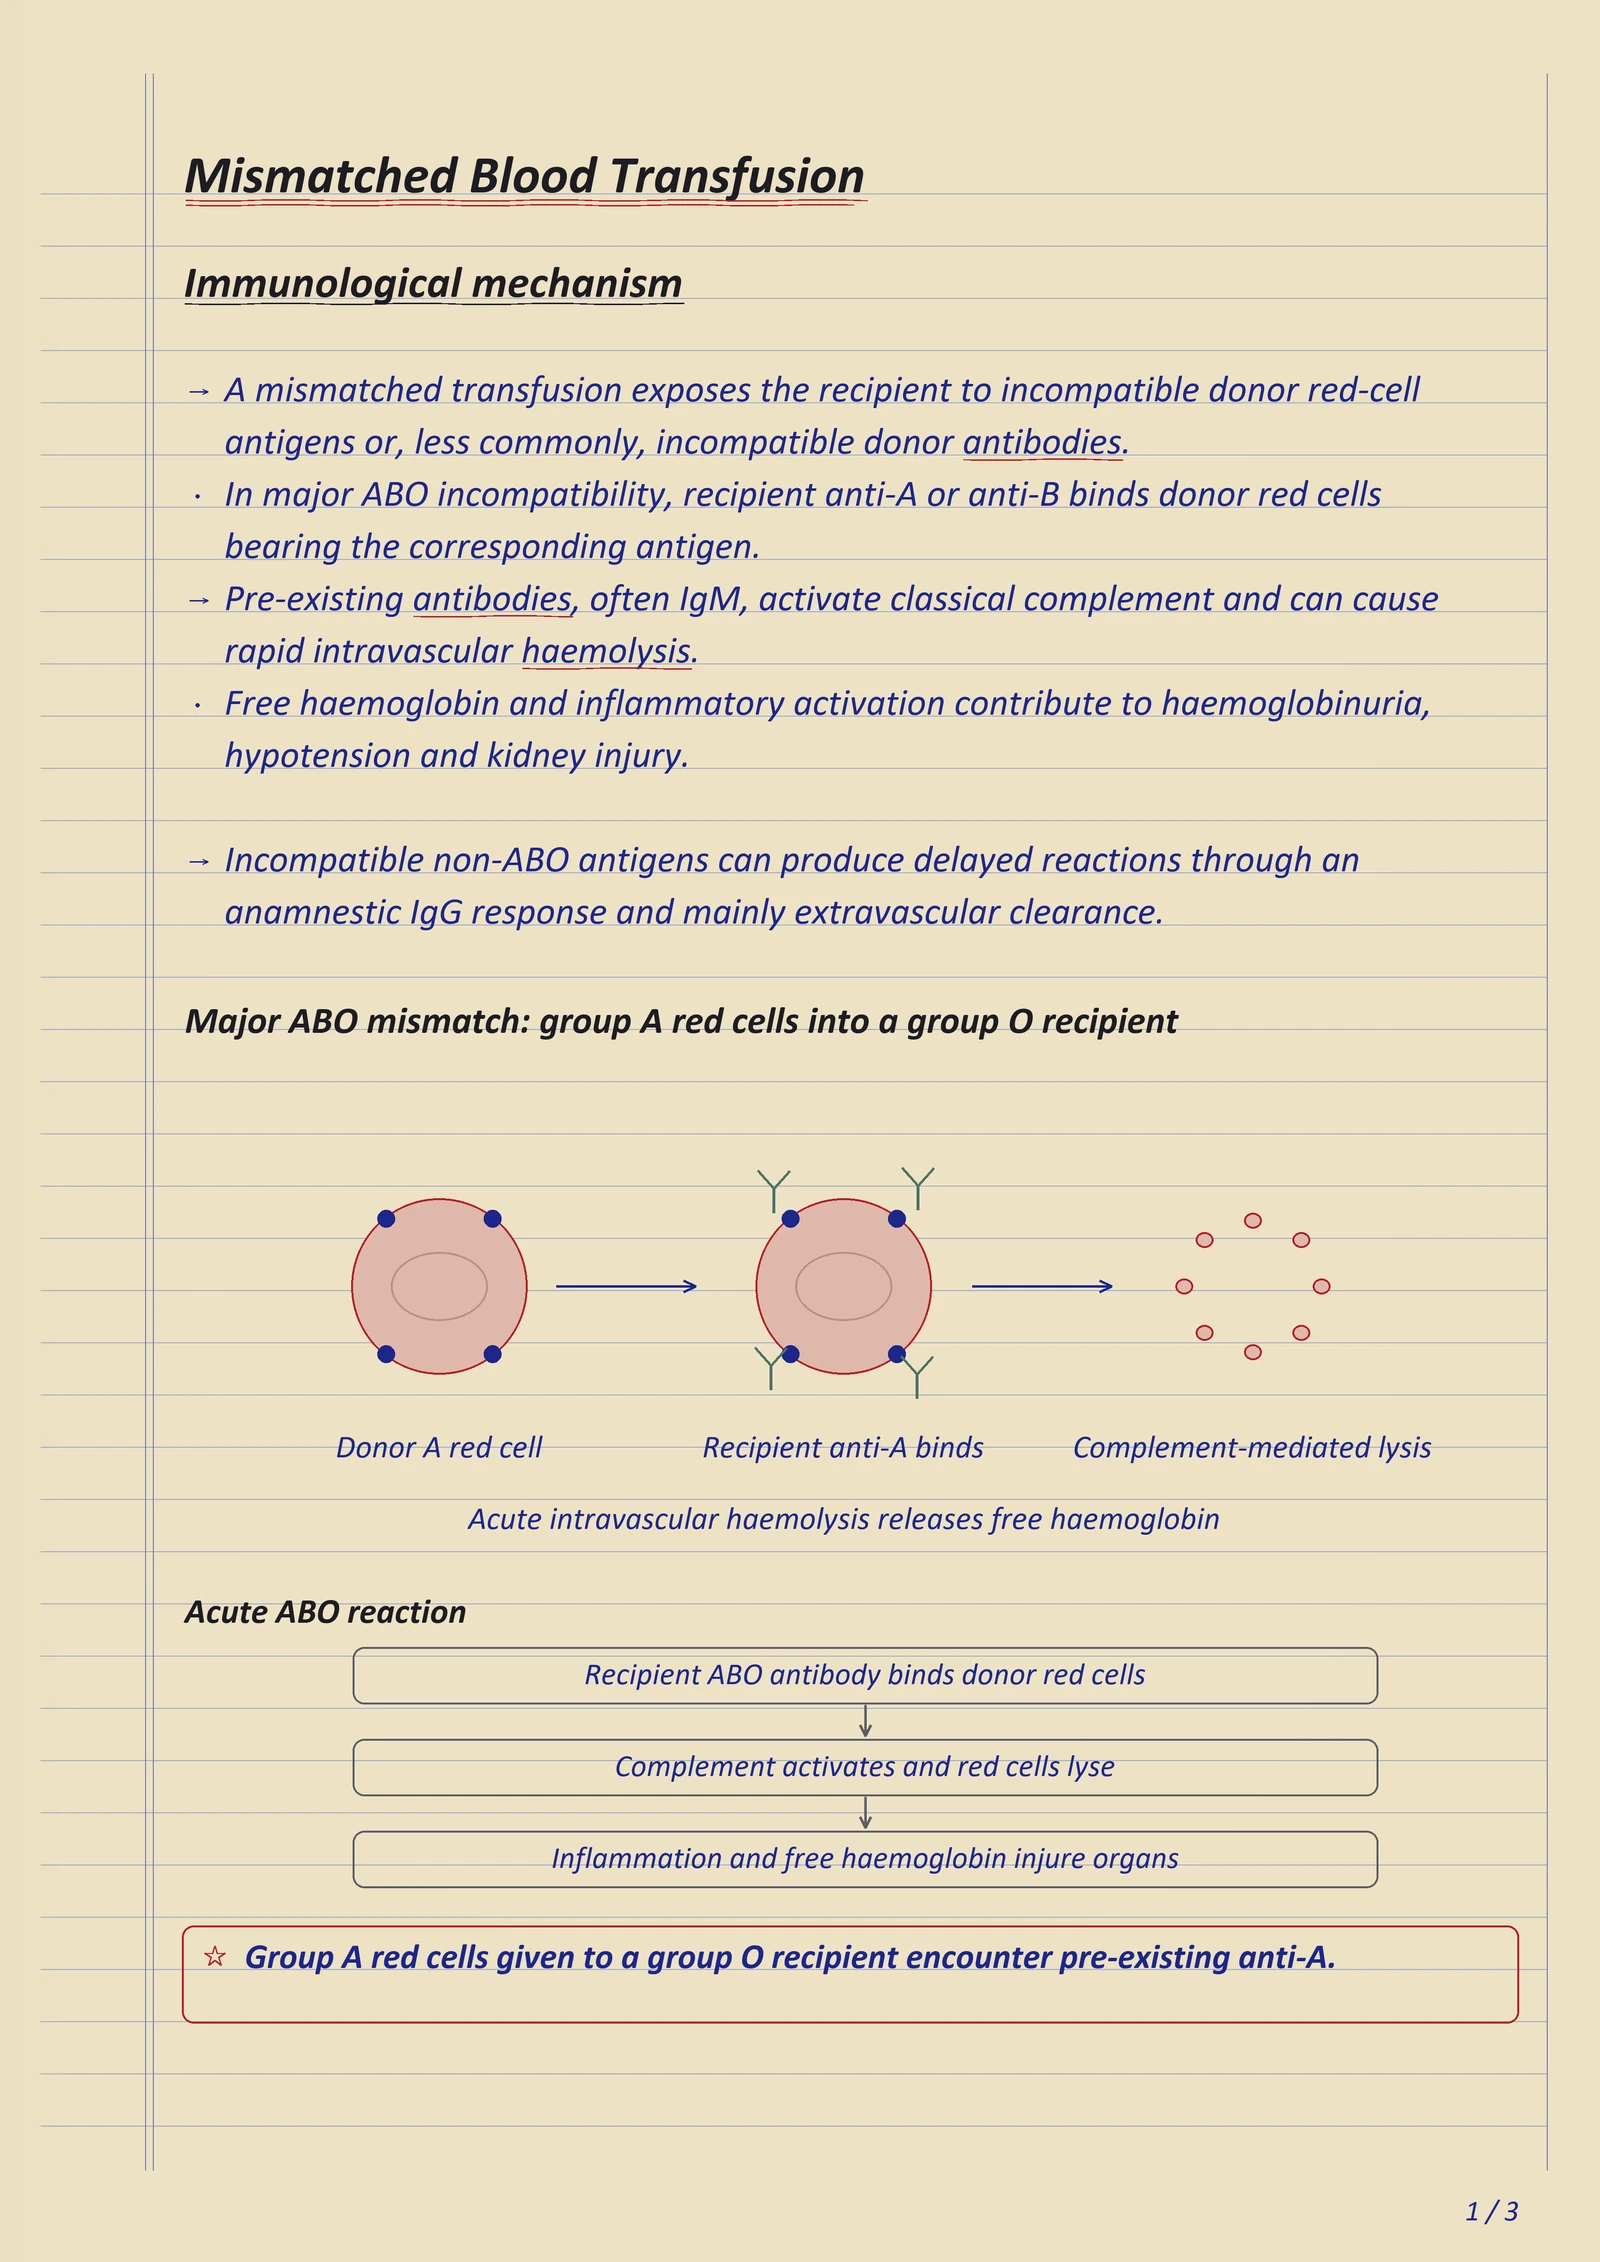 Mismatched Blood Transfusion
Immunological mechanism
→ A mismatched transfusion exposes the recipient to incompatible donor red-cell
antigens or, less commonly, incompatible donor antibodies.
· In major ABO incompatibility, recipient anti-A or anti-B binds donor red cells
bearing the corresponding antigen.
→ Pre-existing antibodies, often IgM, activate classical complement and can cause
rapid intravascular haemolysis.
· Free haemoglobin and inflammatory activation contribute to haemoglobinuria,
hypotension and kidney injury.
→ Incompatible non-ABO antigens can produce delayed reactions through an
anamnestic IgG response and mainly extravascular clearance.
Major ABO mismatch: group A red cells into a group O recipient
Donor A red cell
Recipient anti-A binds
Complement-mediated lysis
Acute intravascular haemolysis releases free haemoglobin
Acute ABO reaction
Recipient ABO antibody binds donor red cells
Complement activates and red cells lyse
Inflammation and free haemoglobin injure organs
☆ Group A red cells given to a group O recipient encounter pre-existing anti-A.
1 / 3